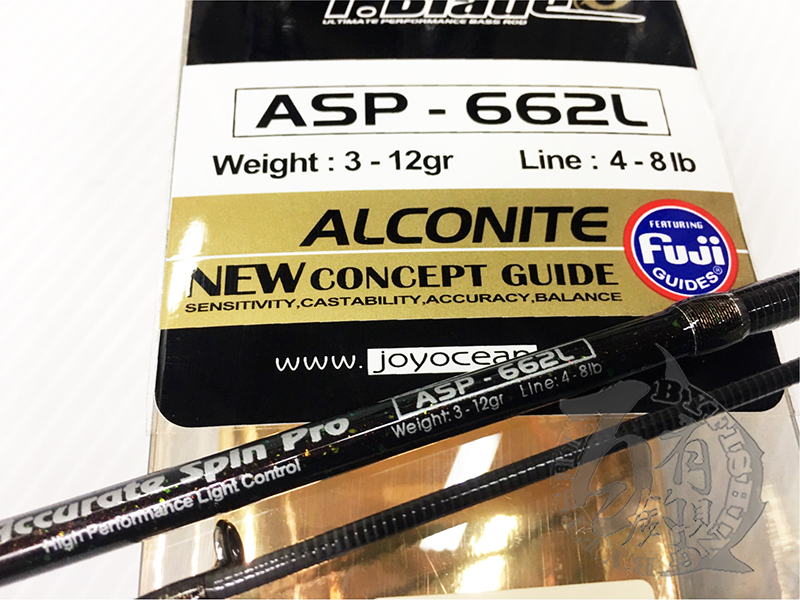 ULTIMATE PERFORMANCE BASS ROD
ASP - 662L
Weight : 3 - 12gr Line : 4 - 8 lb
ALCONITE
NEW CONCEPT GUIDE
SENSITIVITY,CASTABILITY,ACCURACY,BALANCE
FEATURING
Fuji
GUIDES®
www. joyocean
ASP - 662L
Weight: 3 - 12gr Line: 4 - 8lb
Accurate Spin Pro
High Performance Light Control